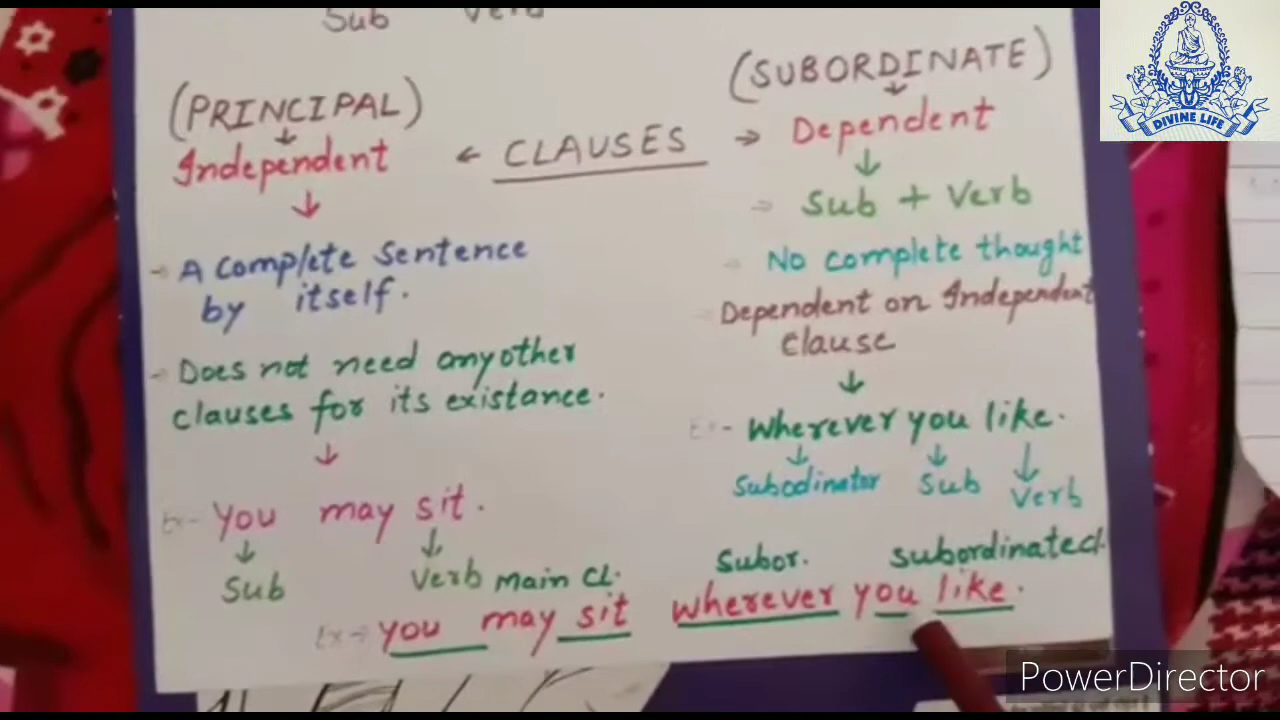 Sub Verb
(PRINCIPAL)
Independent
← CLAUSES →
(SUBORDINATE)
Dependent
→ A complete sentence
by itself.
→ Does not need anyother
clauses for its existance.
Ex- You may sit.
Sub Verb
→ Sub + Verb
No complete thought
Dependent on Independent
Clause
Ex- Wherever you like.
Subodinator Sub Verb
Main Cl. Subor. subordinatecl.
Ex→ You may sit wherever you like.
DIVINE LIFE
PowerDirector